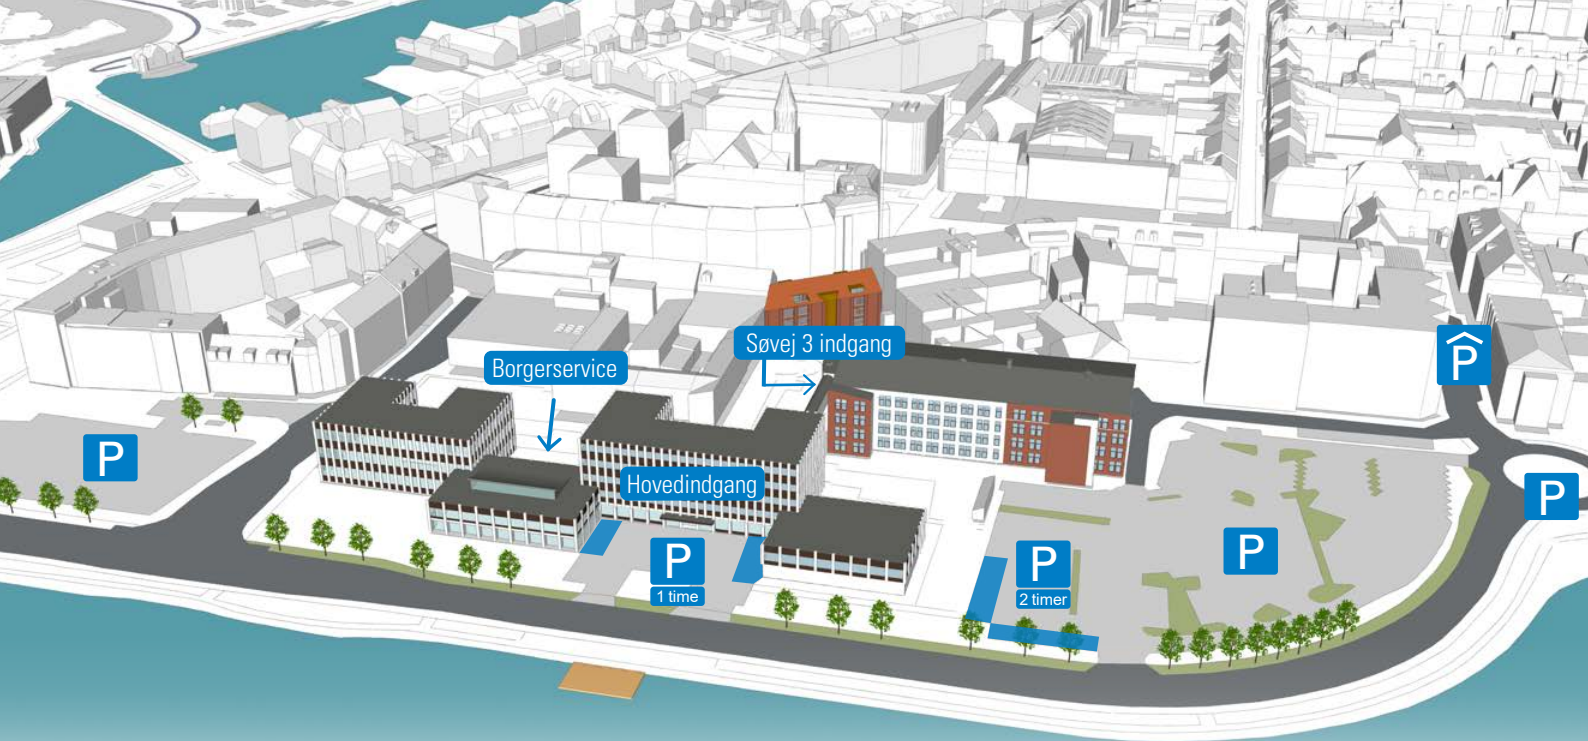 Søvej 3 indgang
Borgerservice
Hovedindgang
P
P
1 time
P
2 timer
P
P
P